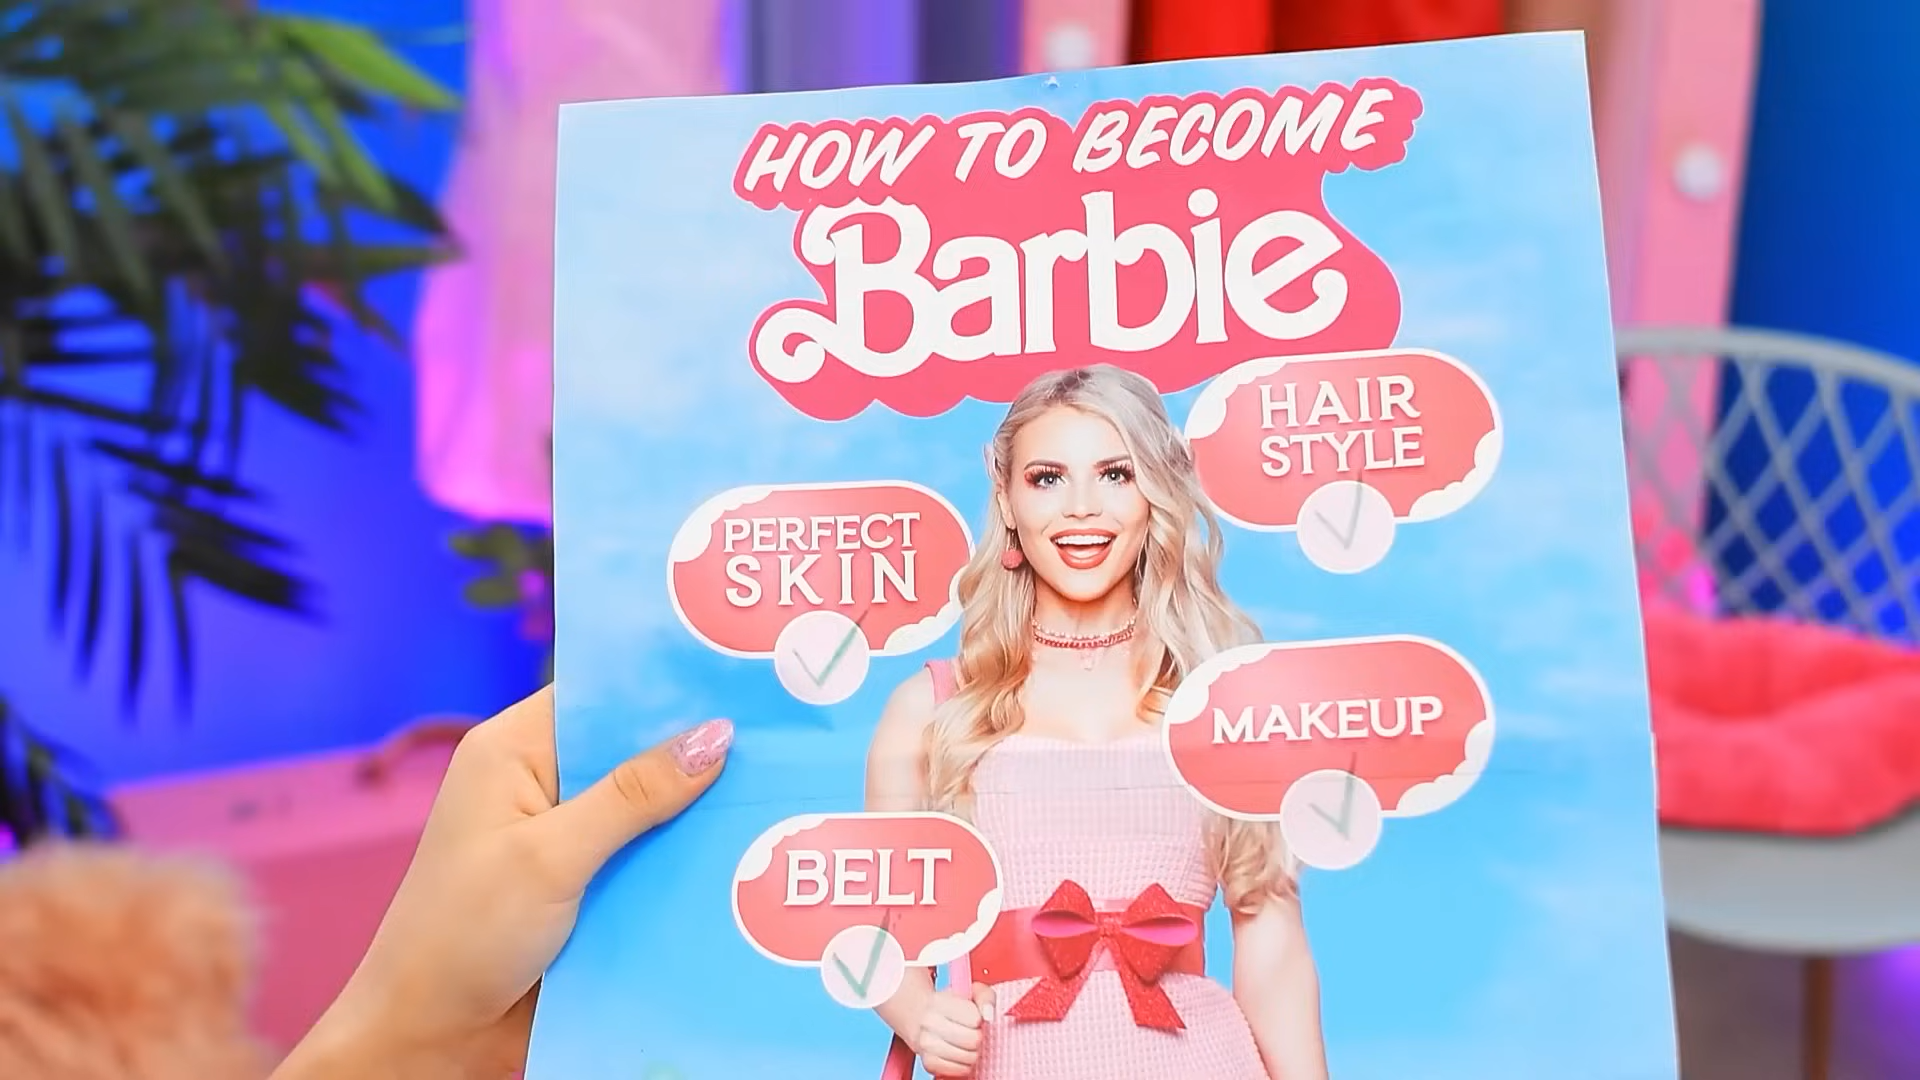 HOW TO BECOME
Barbie
HAIR
STYLE
PERFECT
SKIN
MAKEUP
BELT